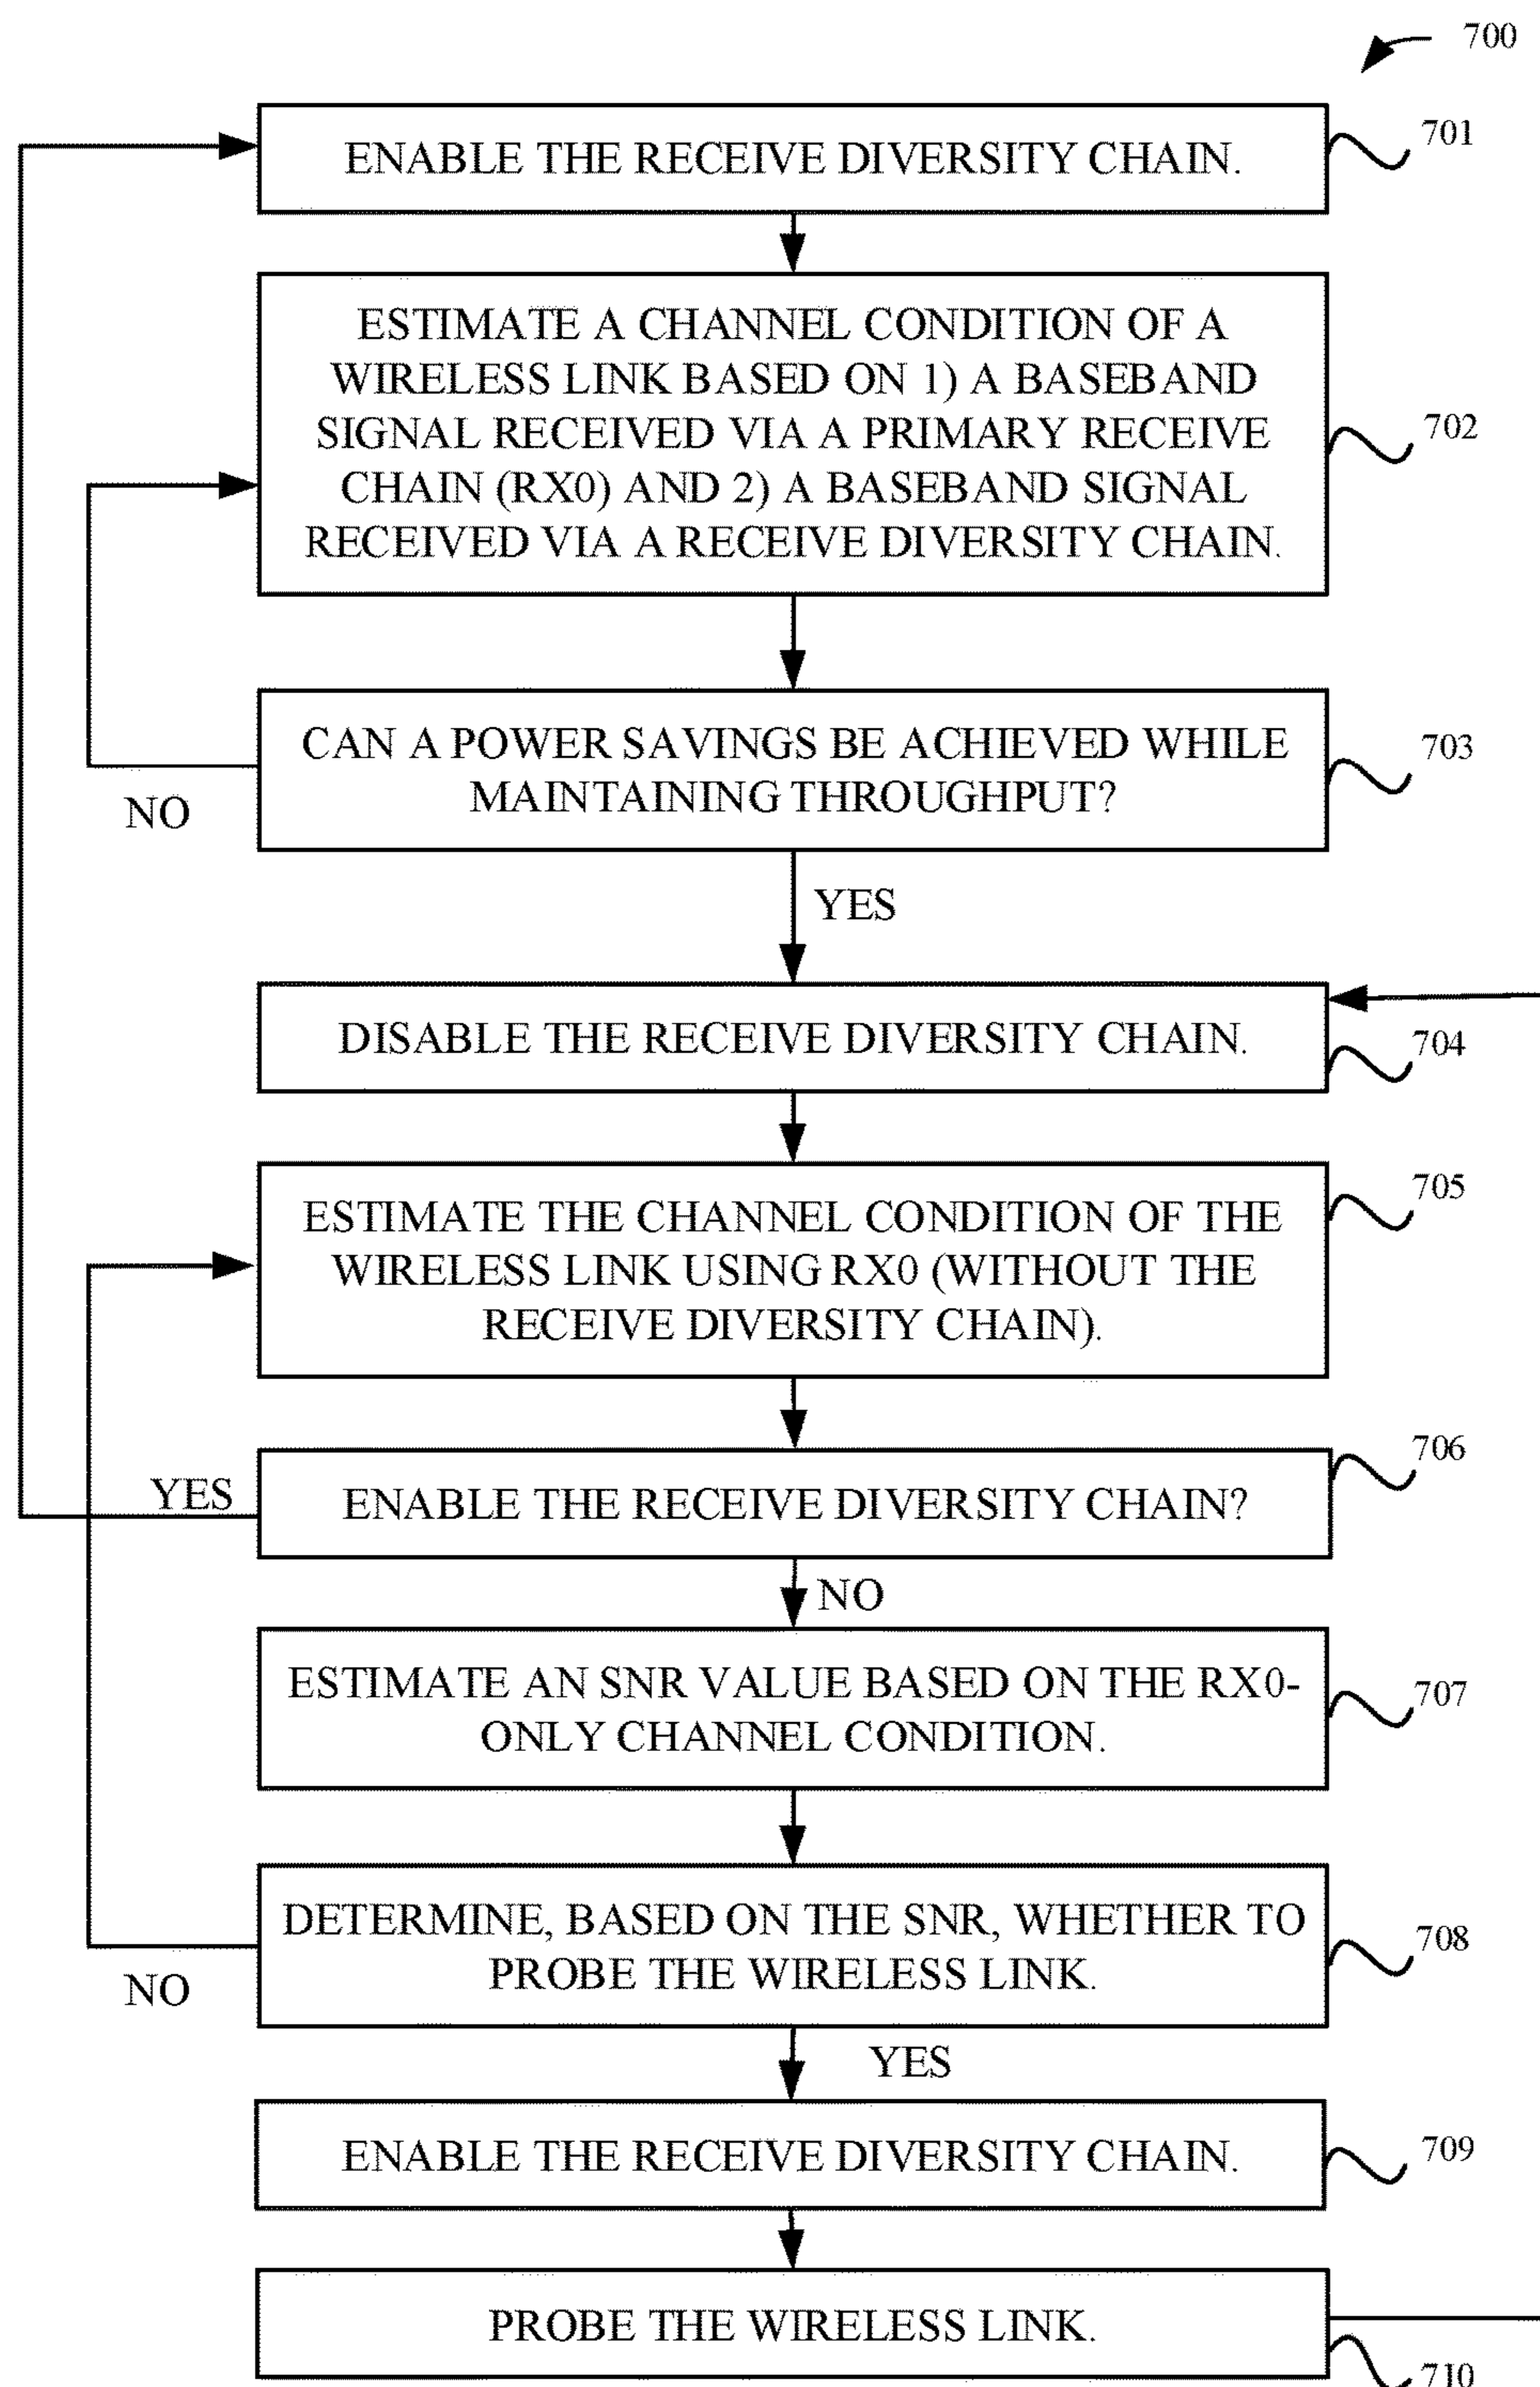 700
ENABLE THE RECEIVE DIVERSITY CHAIN.
701
ESTIMATE A CHANNEL CONDITION OF A
WIRELESS LINK BASED ON 1) A BASEBAND
SIGNAL RECEIVED VIA A PRIMARY RECEIVE
CHAIN (RX0) AND 2) A BASEBAND SIGNAL
RECEIVED VIA A RECEIVE DIVERSITY CHAIN.
702
CAN A POWER SAVINGS BE ACHIEVED WHILE
MAINTAINING THROUGHPUT?
703
NO
YES
DISABLE THE RECEIVE DIVERSITY CHAIN.
704
ESTIMATE THE CHANNEL CONDITION OF THE
WIRELESS LINK USING RX0 (WITHOUT THE
RECEIVE DIVERSITY CHAIN).
705
YES
ENABLE THE RECEIVE DIVERSITY CHAIN?
706
NO
ESTIMATE AN SNR VALUE BASED ON THE RX0-
ONLY CHANNEL CONDITION.
707
DETERMINE, BASED ON THE SNR, WHETHER TO
PROBE THE WIRELESS LINK.
708
NO
YES
ENABLE THE RECEIVE DIVERSITY CHAIN.
709
PROBE THE WIRELESS LINK.
710